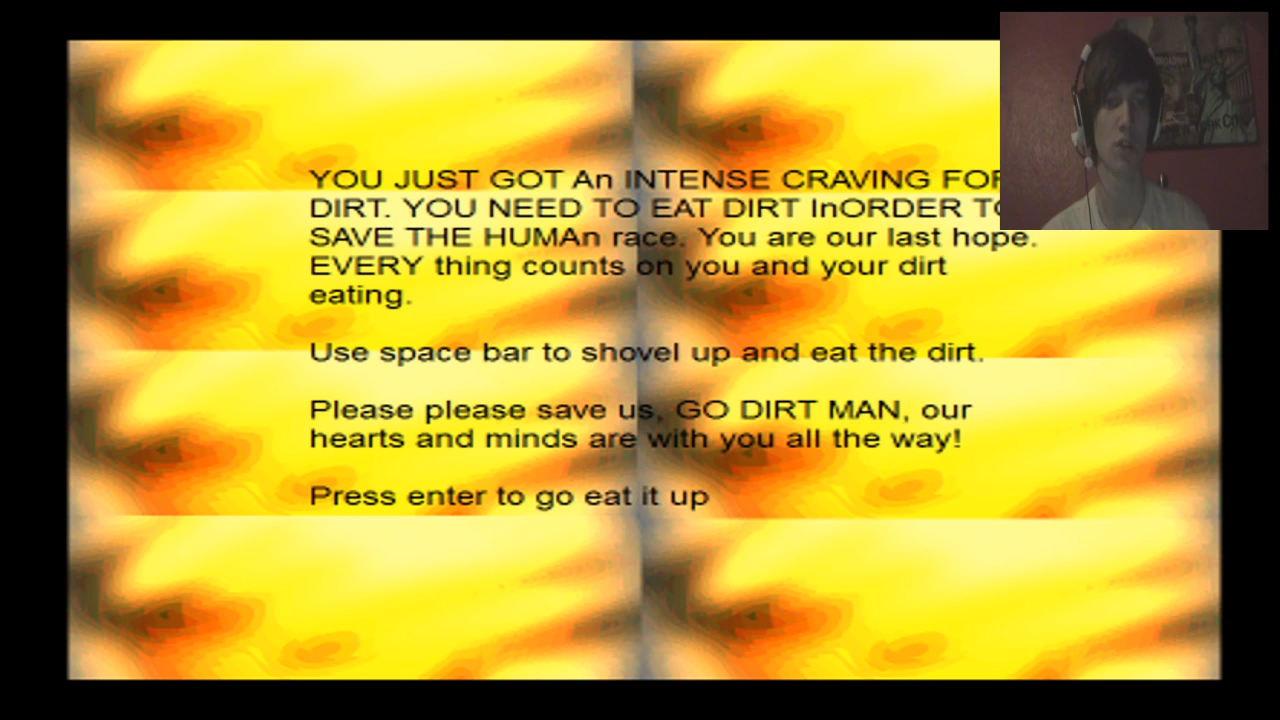 YOU JUST GOT An INTENSE CRAVING FOR
DIRT. YOU NEED TO EAT DIRT InORDER TO
SAVE THE HUMAn race. You are our last hope.
EVERY thing counts on you and your dirt
eating.
Use space bar to shovel up and eat the dirt.
Please please save us, GO DIRT MAN, our
hearts and minds are with you all the way!
Press enter to go eat it up